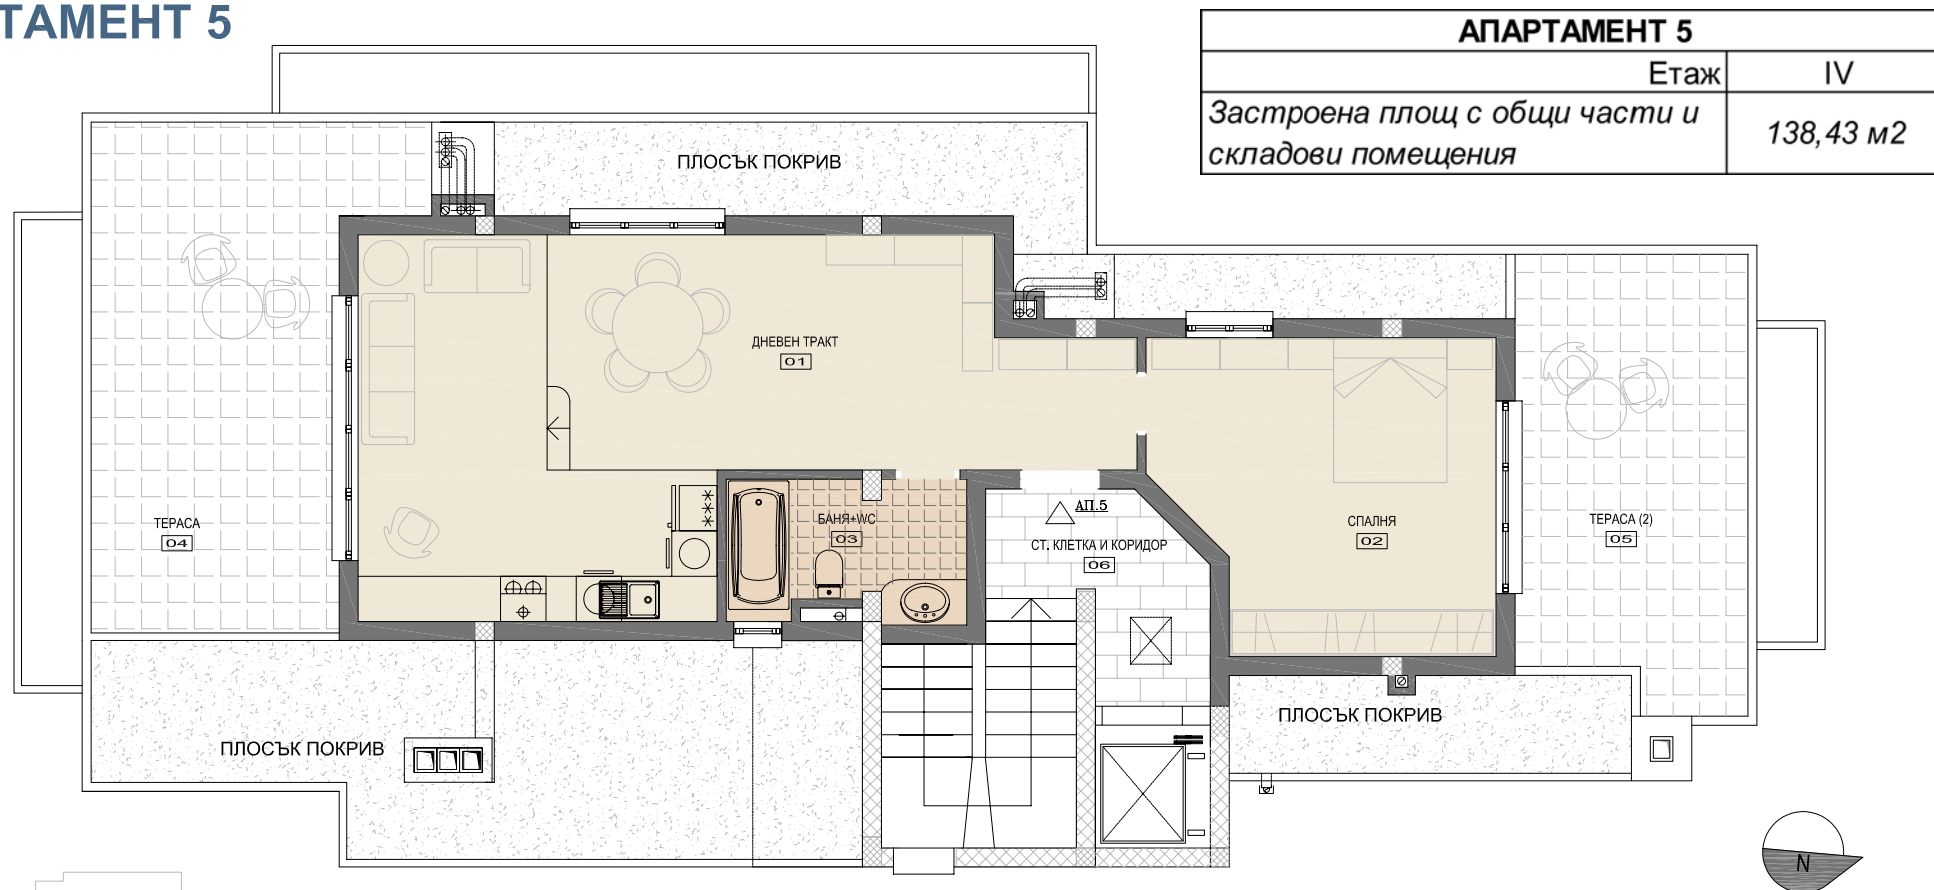 ТАМЕНТ 5
АПАРТАМЕНТ 5
Етаж IV
Застроена площ с общи части и
складови помещения
138,43 м2
ПЛОСЪК ПОКРИВ
ДНЕВЕН ТРАКТ
01
ТЕРАСА
04
БАНЯ+WC
03
АП.5
СТ. КЛЕТКА И КОРИДОР
06
СПАЛНЯ
02
ТЕРАСА (2)
05
ПЛОСЪК ПОКРИВ
ПЛОСЪК ПОКРИВ
N